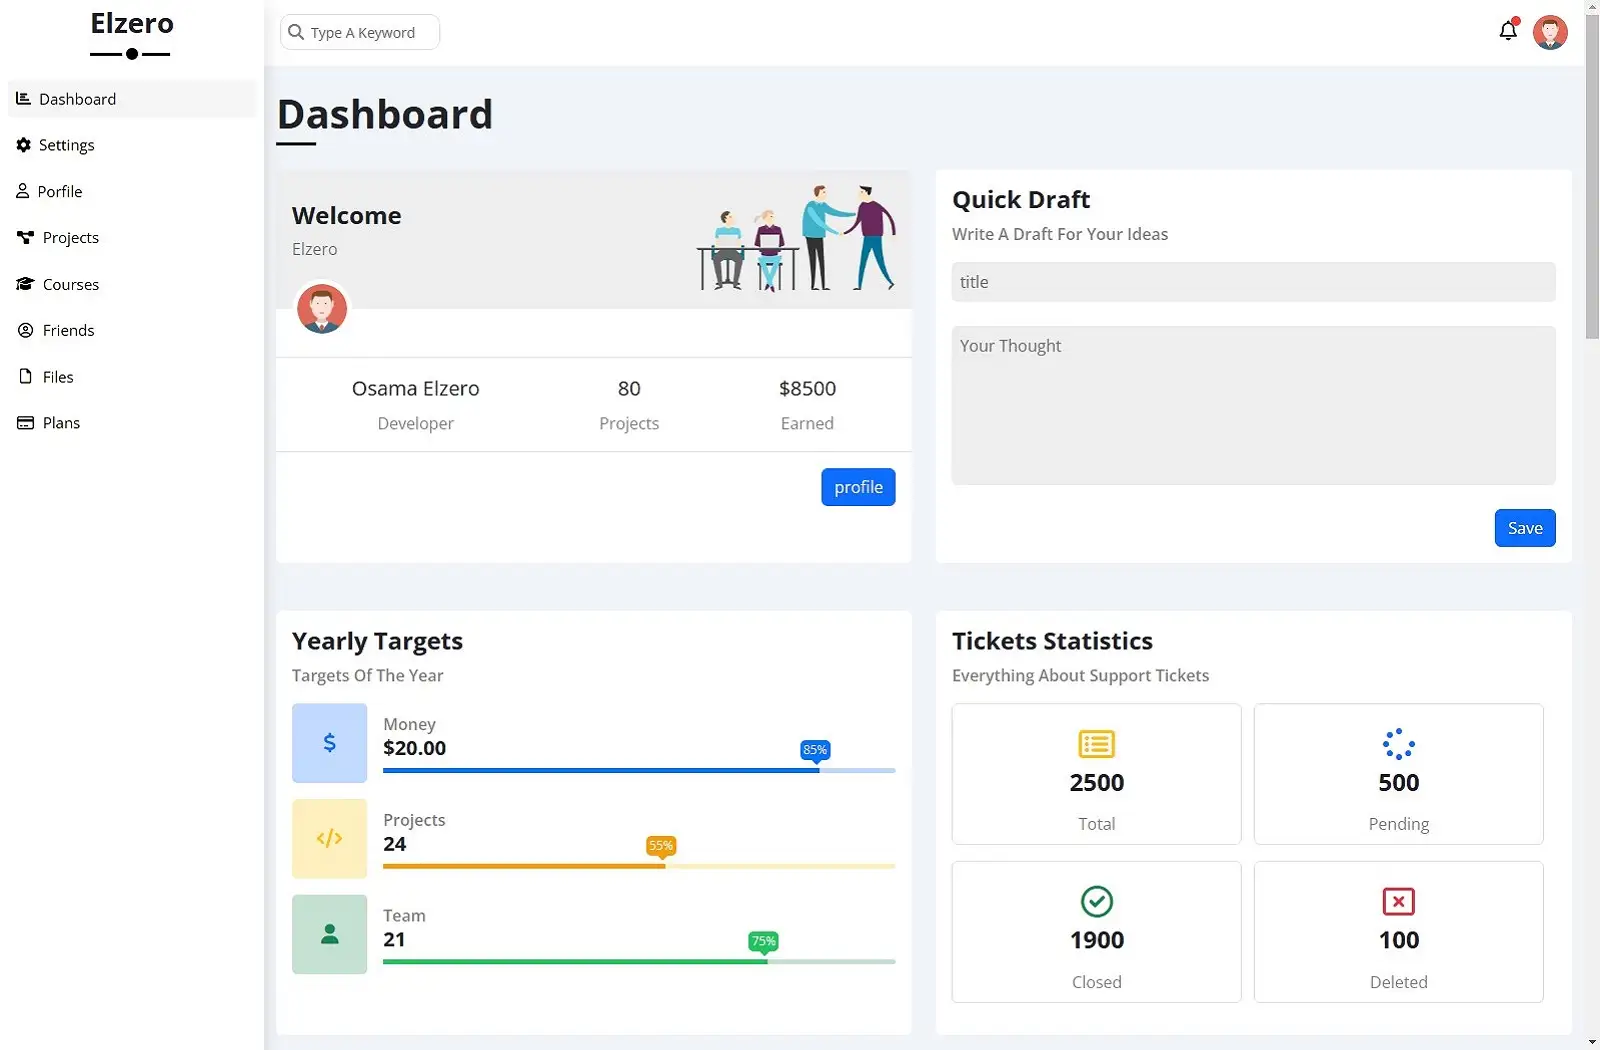 Elzero
Type A Keyword
Dashboard
Settings
Porfile
Projects
Courses
Friends
Files
Plans
Dashboard
Welcome
Elzero
Osama Elzero
Developer
80
Projects
$8500
Earned
profile
Quick Draft
Write A Draft For Your Ideas
title
Your Thought
Save
Yearly Targets
Targets Of The Year
$
Money
$20.00
85%
</>
Projects
24
55%
Team
21
75%
Tickets Statistics
Everything About Support Tickets
2500
Total
500
Pending
1900
Closed
100
Deleted